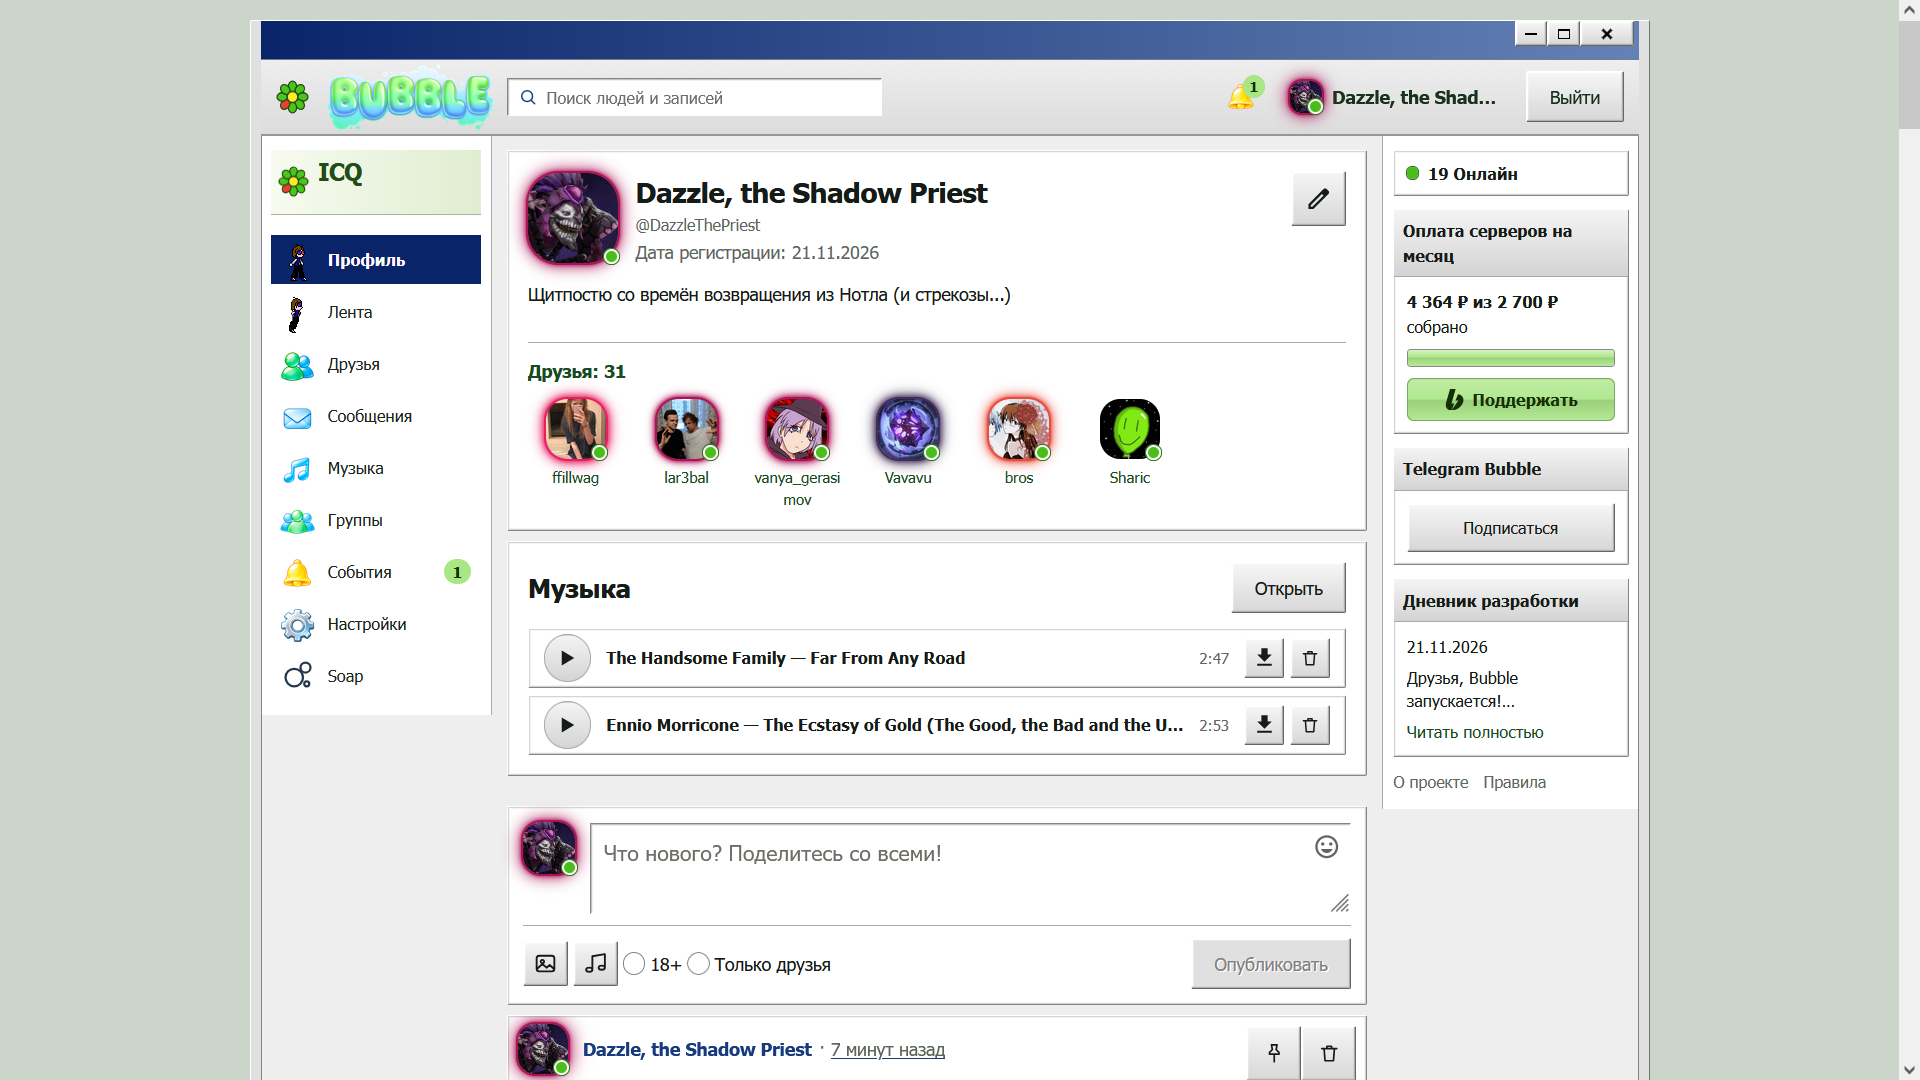 BUBBLE
Поиск людей и записей
1
Dazzle, the Shad...
Выйти
ICQ
Профиль
Лента
Друзья
Сообщения
Музыка
Группы
События
1
Настройки
Soap
Dazzle, the Shadow Priest
@DazzleThePriest
Дата регистрации: 21.11.2026
Щитпостю со времён возвращения из Нотла (и стрекозы...)
Друзья: 31
ffillwag
lar3bal
vanya_gerasi
mov
Vavavu
bros
Sharic
Музыка
Открыть
The Handsome Family — Far From Any Road
2:47
Ennio Morricone — The Ecstasy of Gold (The Good, the Bad and the U...
2:53
Что нового? Поделитесь со всеми!
18+
Только друзья
Опубликовать
Dazzle, the Shadow Priest · 7 минут назад
19 Онлайн
Оплата серверов на
месяц
4 364 ₽ из 2 700 ₽
собрано
Поддержать
Telegram Bubble
Подписаться
Дневник разработки
21.11.2026
Друзья, Bubble
запускается!...
Читать полностью
О проекте
Правила